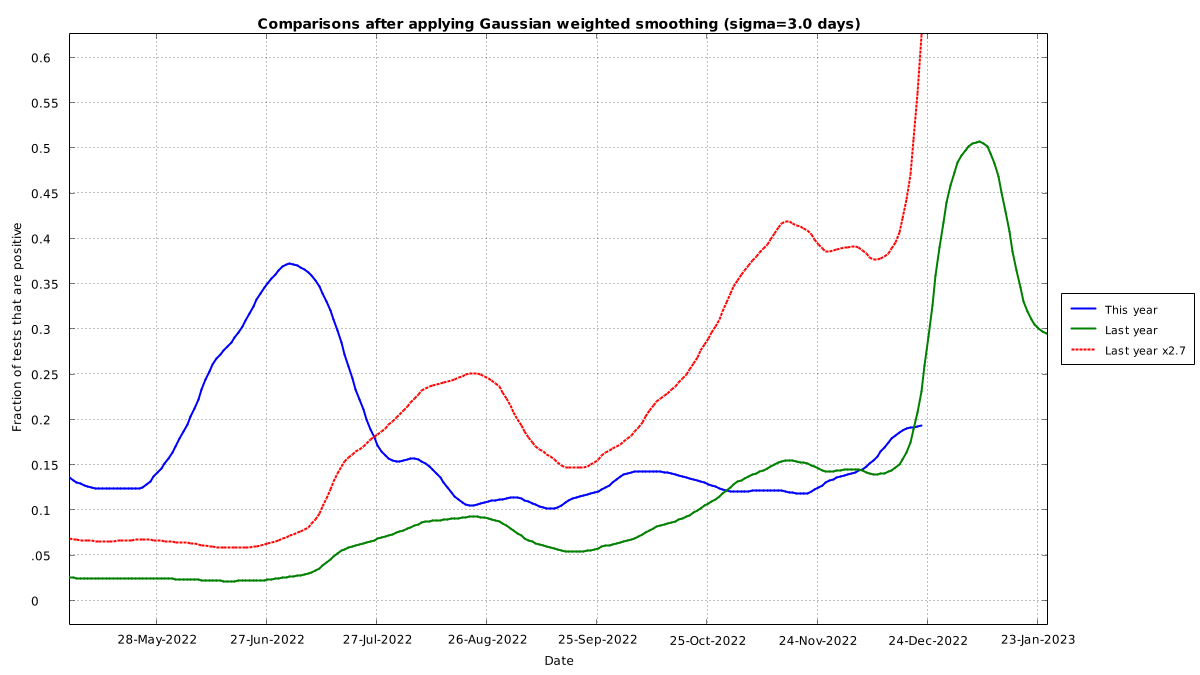 Comparisons after applying Gaussian weighted smoothing (sigma=3.0 days)
0.6
0.55
0.5
0.45
0.4
0.35
0.3
0.25
0.2
0.15
0.1
.05
0
Fraction of tests that are positive
28-May-2022 27-Jun-2022 27-Jul-2022 26-Aug-2022 25-Sep-2022 25-Oct-2022 24-Nov-2022 24-Dec-2022 23-Jan-2023
Date
This year
Last year
Last year x2.7